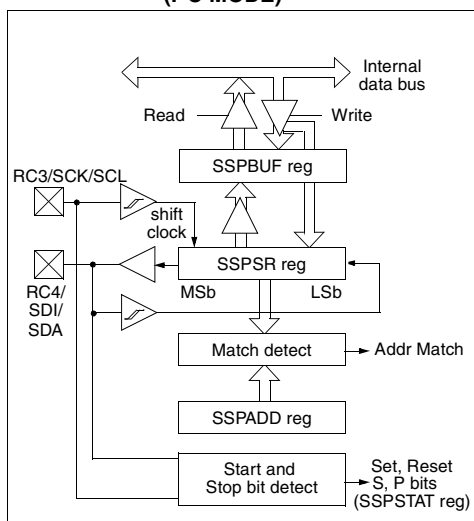 (I²C MODE)
Internal
data bus
Read
Write
SSPBUF reg
RC3/SCK/SCL
shift
clock
SSPSR reg
MSb
LSb
RC4/
SDI/
SDA
Match detect
Addr Match
SSPADD reg
Start and
Stop bit detect
Set, Reset
S, P bits
(SSPSTAT reg)